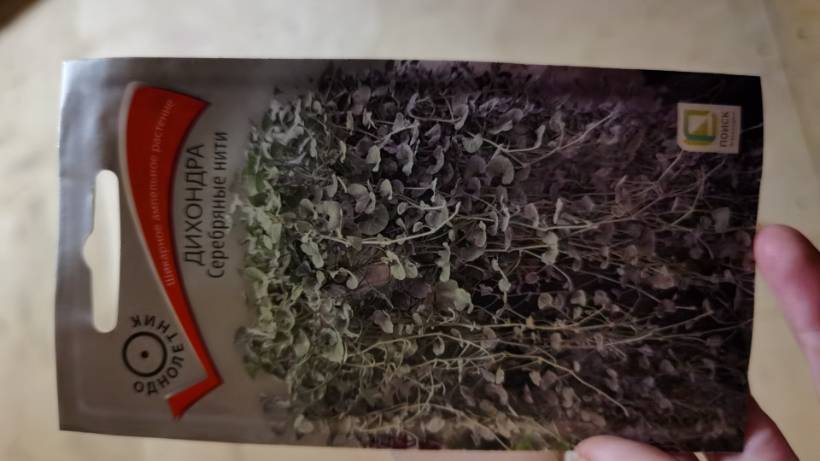 Шикарное ампельное растение
ДИХОНДРА
Серебряные нити
ОДНОЛЕТНИК
ПОИСК